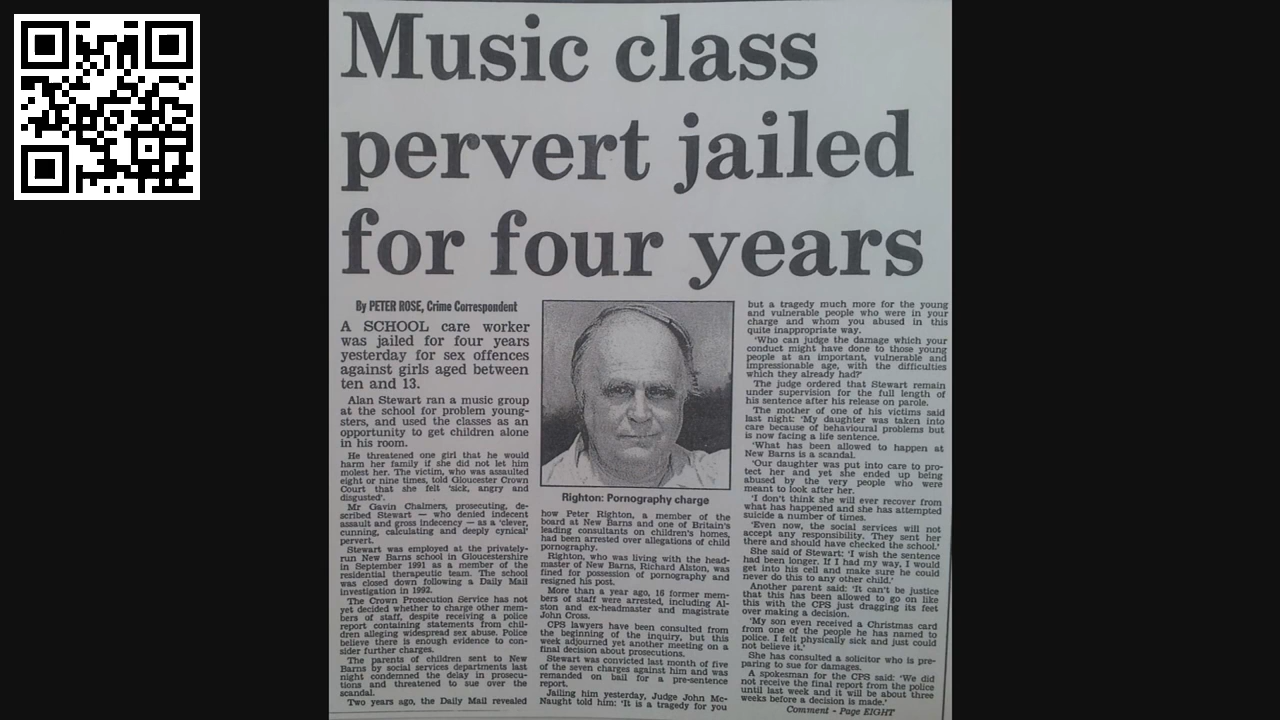 Music class
pervert jailed
for four years
By PETER ROSE, Crime Correspondent
A SCHOOL care worker
was jailed for four years
yesterday for sex offences
against girls aged between
ten and 13.
Alan Stewart ran a music group
at the school for problem young-
sters, and used the classes as an
opportunity to get children alone
in his room.
He threatened one girl that he would
harm her family if she did not let him
molest her. The victim, who was assaulted
eight or nine times, told Gloucester Crown
Court that she felt 'sick, angry and
disgusted'.
Mr Gavin Chalmers, prosecuting, de-
scribed Stewart — who denied indecent
assault and gross indecency — as a 'clever,
cunning, calculating and deeply cynical'
pervert.
Stewart was employed at the privately-
run New Barns school in Gloucestershire
in September 1991 as a member of the
residential therapeutic team. The school
was closed down following a Daily Mail
investigation in 1992.
The Crown Prosecution Service has not
yet decided whether to charge other mem-
bers of staff, despite receiving a police
report containing statements from chil-
dren alleging widespread sex abuse. Police
believe there is enough evidence to con-
sider further charges.
The parents of children sent to New
Barns by social services departments last
night condemned the delay in prosecu-
tions and threatened to sue over the
scandal.
Two years ago, the Daily Mail revealed
Righton: Pornography charge
how Peter Righton, a member of the
board at New Barns and one of Britain's
leading consultants on children's homes,
had been arrested over allegations of child
pornography.
Righton, who was living with the head-
master of New Barns, Richard Alston, was
fined for possession of pornography and
resigned his post.
More than a year ago, 16 former mem-
bers of staff were arrested, including Al-
ston and ex-headmaster and magistrate
John Cross.
CPS lawyers have been consulted from
the beginning of the inquiry, but this
week adjourned yet another meeting on a
final decision about prosecutions.
Stewart was convicted last month of five
of the seven charges against him and was
remanded on bail for a pre-sentence
report.
Jailing him yesterday, Judge John Mc-
Naught told him: 'It is a tragedy for you
but a tragedy much more for the young
and vulnerable people who were in your
charge and whom you abused in this
quite inappropriate way.
'Who can judge the damage which your
conduct might have done to those young
people at an important, vulnerable and
impressionable age, with the difficulties
which they already had?'
The judge ordered that Stewart remain
under supervision for the full length of
his sentence after his release on parole.
The mother of one of his victims said
last night: 'My daughter was taken into
care because of behavioural problems but
is now facing a life sentence.
'What has been allowed to happen at
New Barns is a scandal.
'Our daughter was put into care to pro-
tect her and yet she ended up being
abused by the very people who were
meant to look after her.
'I don't think she will ever recover from
what has happened and she has attempted
suicide a number of times.
'Even now, the social services will not
accept any responsibility. They sent her
there and should have checked the school.'
She said of Stewart: 'I wish the sentence
had been longer. If I had my way, I would
get into his cell and make sure he could
never do this to any other child.'
Another parent said: 'It can't be justice
that this has been allowed to go on like
this with the CPS just dragging its feet
over making a decision.
'My son even received a Christmas card
from one of the people he has named to
police. I felt physically sick and just could
not believe it.'
She has consulted a solicitor who is pre-
paring to sue for damages.
A spokesman for the CPS said: 'We did
not receive the final report from the police
until last week and it will be about three
weeks before a decision is made.'
Comment - Page EIGHT